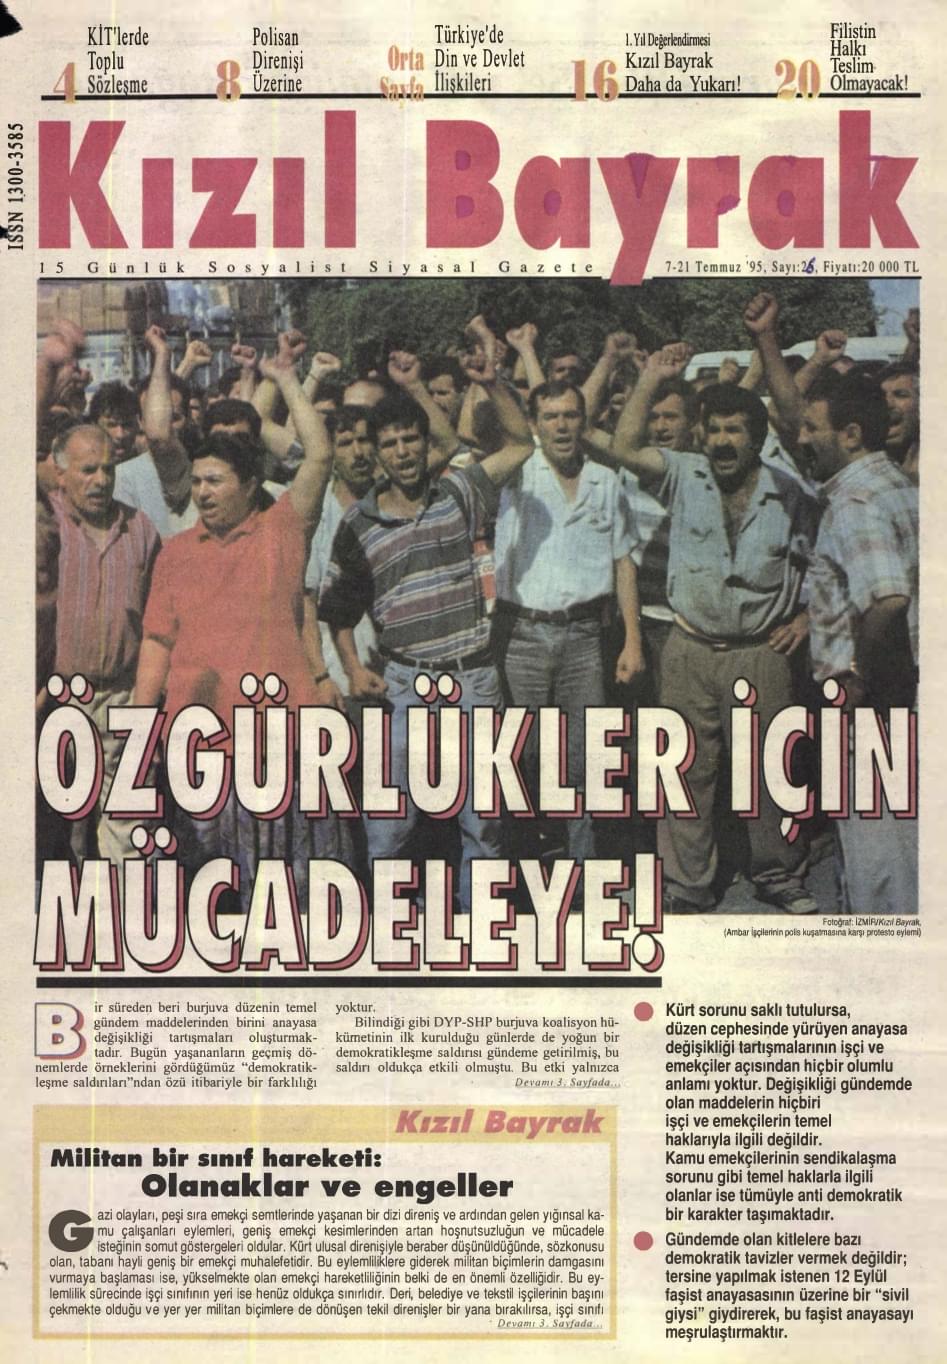 KİT'lerde
Toplu
4 Sözleşme
Polisan
Direnişi
8 Üzerine
Türkiye'de
Orta Din ve Devlet
Sayfa İlişkileri
1. Yıl Değerlendirmesi
Kızıl Bayrak
16 Daha da Yukarı!
Filistin
Halkı
Teslim
20 Olmayacak!
ISSN 1300-3585
Kızıl Bayrak
15 Günlük Sosyalist Siyasal Gazete
7-21 Temmuz '95, Sayı:26, Fiyatı:20 000 TL
ÖZGÜRLÜKLER İÇİN
MÜCADELEYE!
Fotoğraf: İZMİR/Kızıl Bayrak,
(Ambar İşçilerinin polis kuşatmasına karşı protesto eylemi)
Bir süreden beri burjuva düzenin temel
gündem maddelerinden birini anayasa
değişikliği tartışmaları oluşturmak-
tadır. Bugün yaşananların geçmiş dö-
nemlerde örneklerini gördüğümüz "demokratik-
leşme saldırıları"ndan özü itibariyle bir farklılığı
yoktur.
Bilindiği gibi DYP-SHP burjuva koalisyon hü-
kümetinin ilk kurulduğu günlerde de yoğun bir
demokratikleşme saldırısı gündeme getirilmiş, bu
saldırı oldukça etkili olmuştu. Bu etki yalnızca
Devamı 3. Sayfada...
Kızıl Bayrak
Militan bir sınıf hareketi:
Olanaklar ve engeller
Gazi olayları, peşi sıra emekçi semtlerinde yaşanan bir dizi direniş ve ardından gelen yığınsal ka-
mu çalışanları eylemleri, geniş emekçi kesimlerinden artan hoşnutsuzluğun ve mücadele
isteğinin somut göstergeleri oldular. Kürt ulusal direnişiyle beraber düşünüldüğünde, sözkonusu
olan, tabanı hayli geniş bir emekçi muhalefetidir. Bu eylemliliklere giderek militan biçimlerin damgasını
vurmaya başlaması ise, yükselmekte olan emekçi hareketliliğinin belki de en önemli özelliğidir. Bu ey-
lemlilik sürecinde işçi sınıfının yeri ise henüz oldukça sınırlıdır. Deri, belediye ve tekstil işçilerinin başını
çekmekte olduğu ve yer yer militan biçimlere de dönüşen tekil direnişler bir yana bırakılırsa, işçi sınıfı
Devamı 3. Sayfada...
● Kürt sorunu saklı tutulursa,
düzen cephesinde yürüyen anayasa
değişikliği tartışmalarının işçi ve
emekçiler açısından hiçbir olumlu
anlamı yoktur. Değişikliği gündemde
olan maddelerin hiçbiri
işçi ve emekçilerin temel
haklarıyla ilgili değildir.
Kamu emekçilerinin sendikalaşma
sorunu gibi temel haklarla ilgili
olanlar ise tümüyle anti demokratik
bir karakter taşımaktadır.
● Gündemde olan kitlelere bazı
demokratik tavizler vermek değildir;
tersine yapılmak istenen 12 Eylül
faşist anayasasının üzerine bir "sivil
giysi" giydirerek, bu faşist anayasayı
meşrulaştırmaktır.